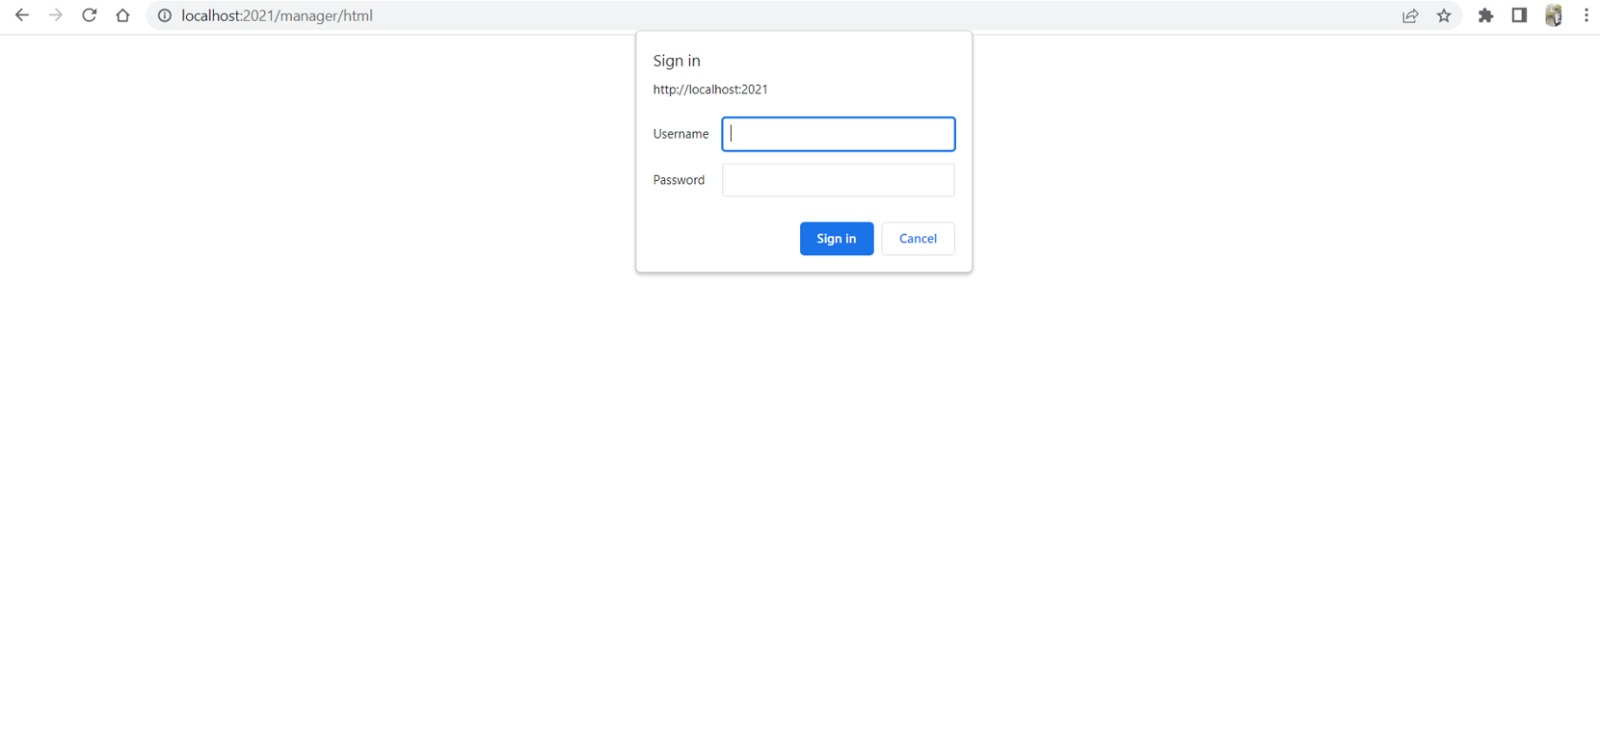 localhost:2021/manager/html
Sign in
http://localhost:2021
Username
Password
Sign in Cancel